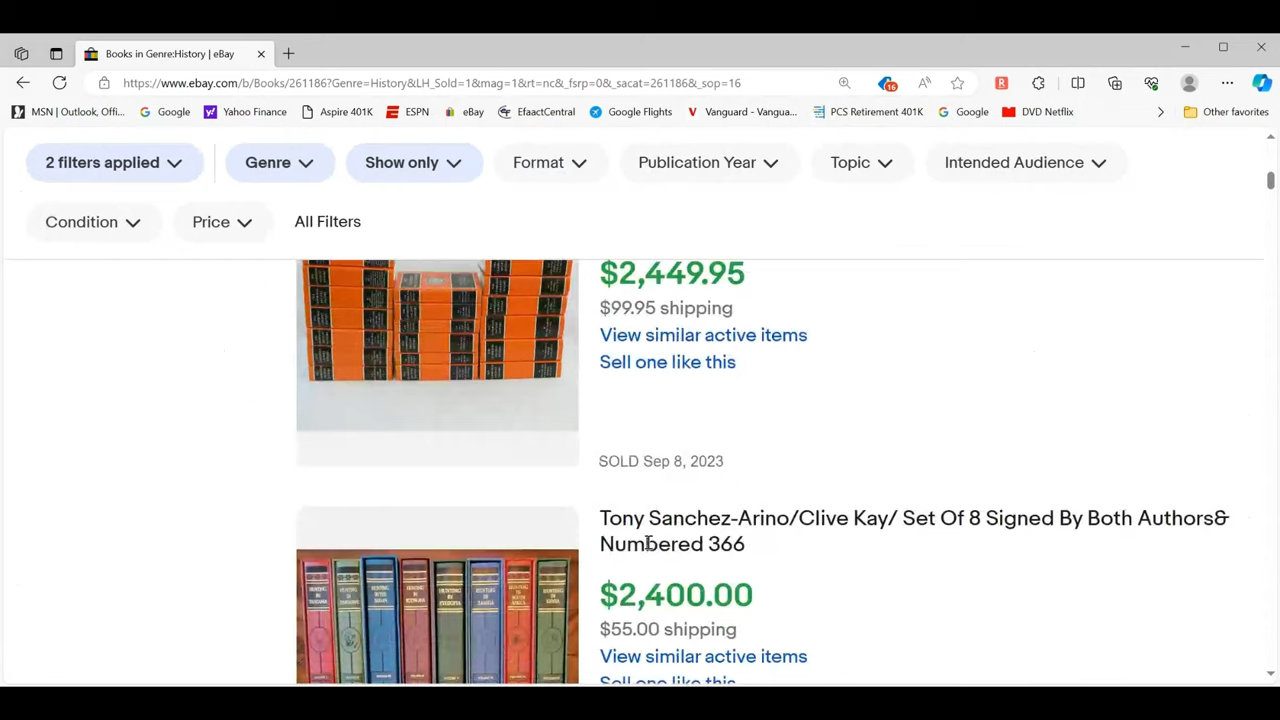 Books in Genre:History | eBay
https://www.ebay.com/b/Books/261186?Genre=History&LH_Sold=1&mag=1&rt=nc&_fsrp=0&_sacat=261186&_sop=16
16
MSN | Outlook, Offi... Google Yahoo Finance Aspire 401K ESPN eBay EfaactCentral Google Flights Vanguard - Vangua... PCS Retirement 401K Google DVD Netflix Other favorites
2 filters applied Genre Show only Format Publication Year Topic Intended Audience
Condition Price All Filters
$2,449.95
$99.95 shipping
View similar active items
Sell one like this
SOLD Sep 8, 2023
Tony Sanchez-Arino/Clive Kay/ Set Of 8 Signed By Both Authors&
Numbered 366
$2,400.00
$55.00 shipping
View similar active items
Sell one like this